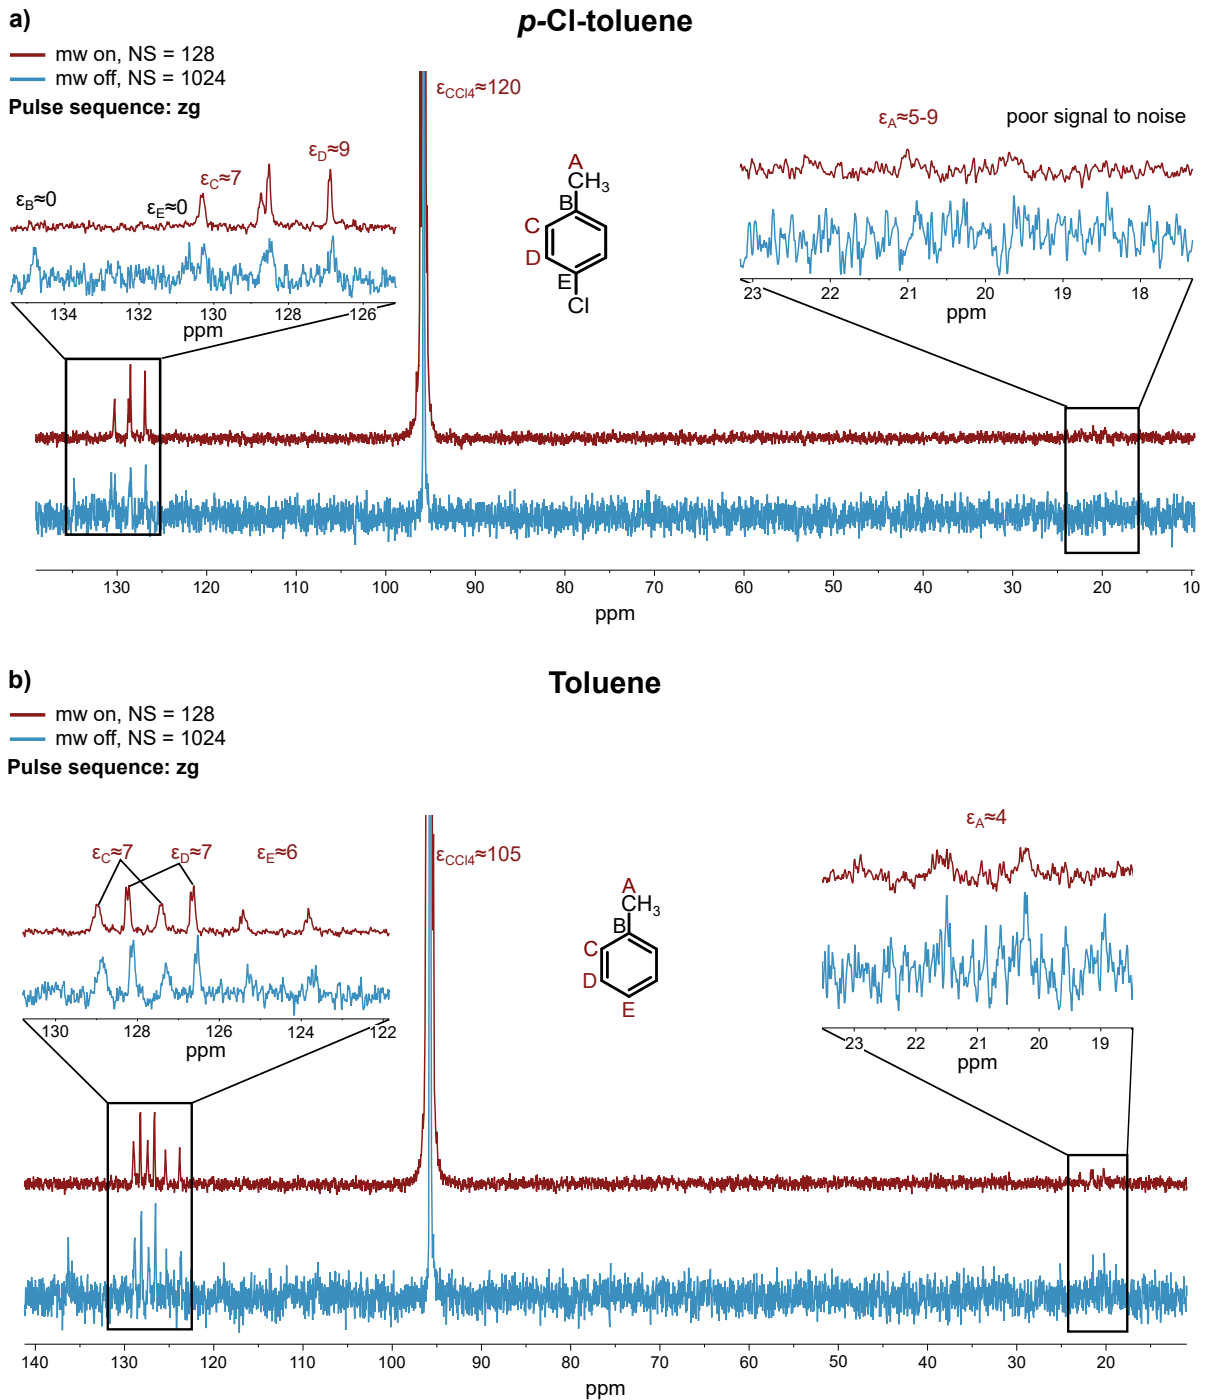 a)
p-Cl-toluene
mw on, NS = 128
mw off, NS = 1024
Pulse sequence: zg
εCCl4≈120
εA≈5-9
poor signal to noise
εD≈9
εC≈7
εB≈0
εE≈0
A
CH3
B
C
D
E
Cl
134 132 130 128 126
ppm
23 22 21 20 19 18
ppm
130 120 110 100 90 80 70 60 50 40 30 20 10
ppm
b)
Toluene
mw on, NS = 128
mw off, NS = 1024
Pulse sequence: zg
εC≈7 εD≈7 εE≈6
εCCl4≈105
εA≈4
A
CH3
B
C
D
E
130 128 126 124 122
ppm
23 22 21 20 19
ppm
140 130 120 110 100 90 80 70 60 50 40 30 20
ppm